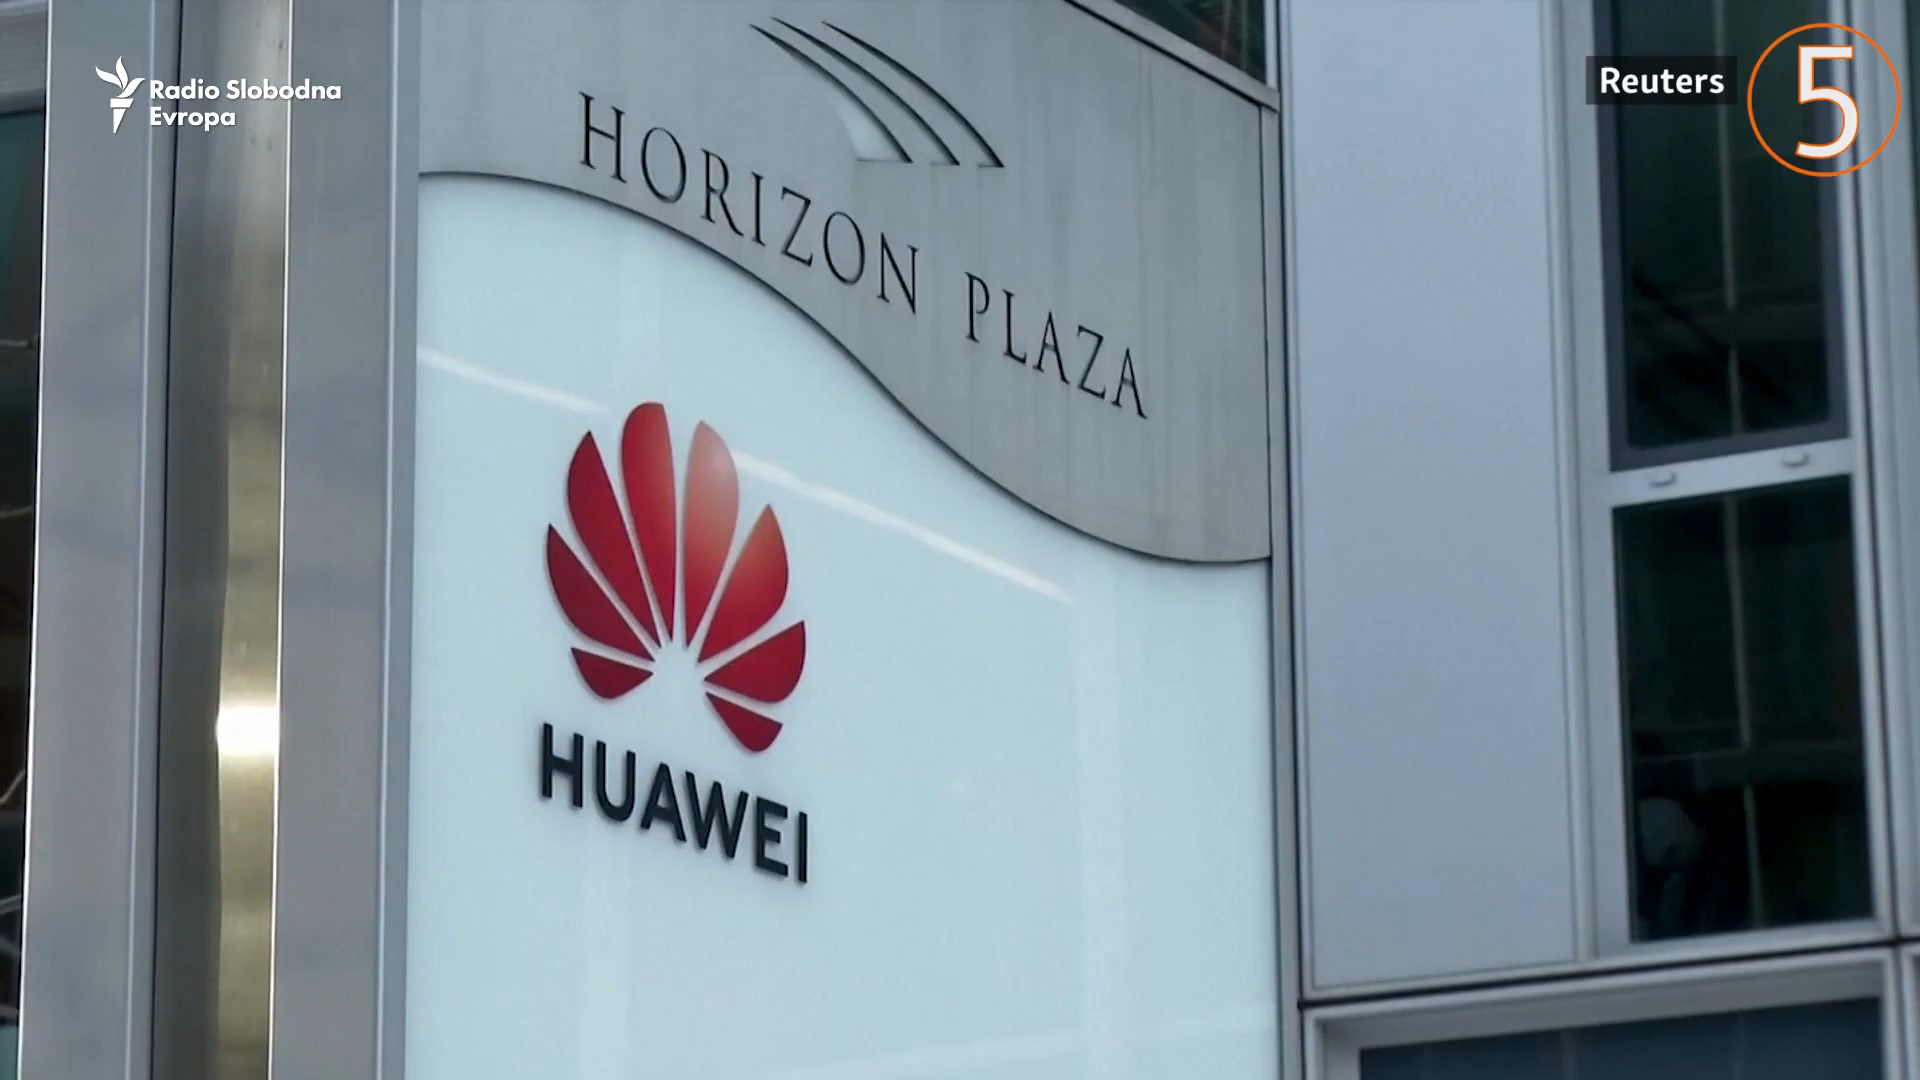 Radio Slobodna
Evropa
Reuters
5
HORIZON PLAZA
HUAWEI